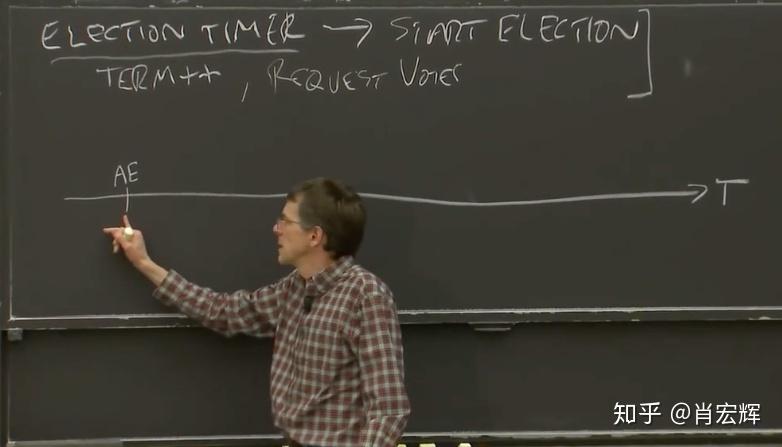 ELECTION TIMER → START ELECTION]
TERM++, REQUEST VOTES
AE
T
知乎 @肖宏辉